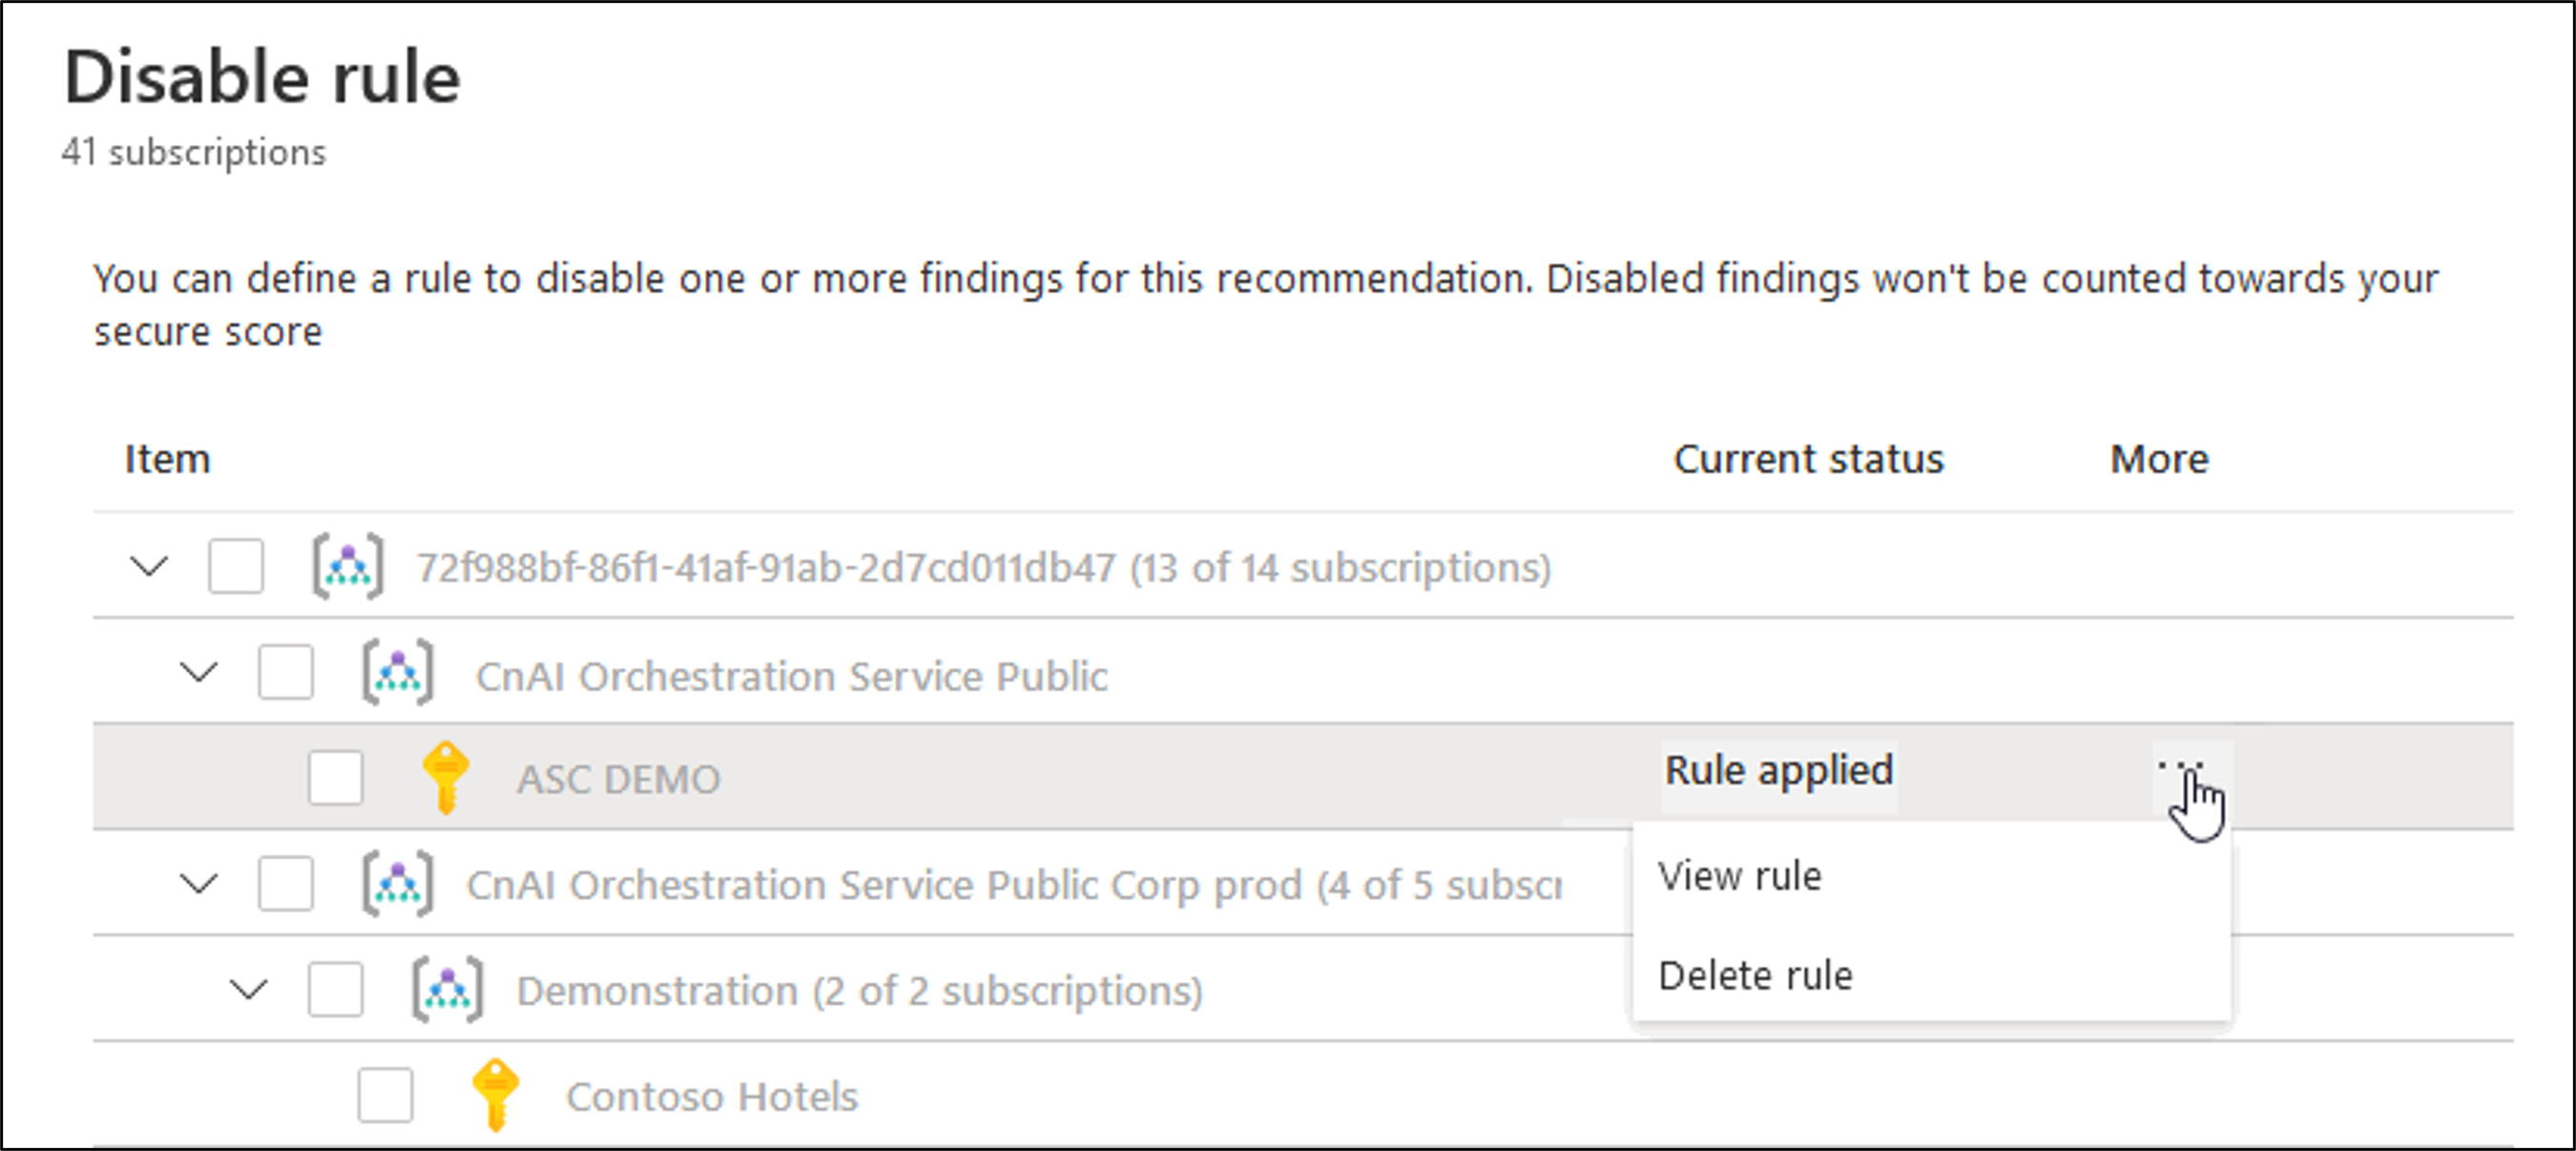 Disable rule
41 subscriptions
You can define a rule to disable one or more findings for this recommendation. Disabled findings won't be counted towards your
secure score
Item Current status More
72f988bf-86f1-41af-91ab-2d7cd011db47 (13 of 14 subscriptions)
CnAI Orchestration Service Public
ASC DEMO Rule applied ...
CnAI Orchestration Service Public Corp prod (4 of 5 subscr
View rule
Demonstration (2 of 2 subscriptions)
Delete rule
Contoso Hotels